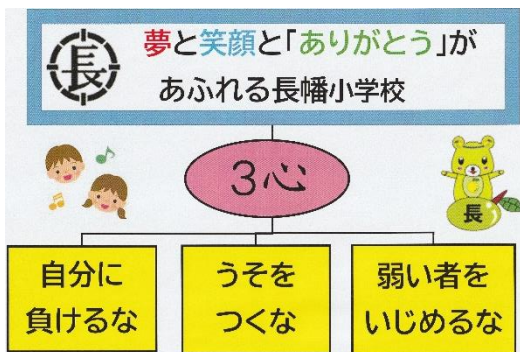 長
夢と笑顔と「ありがとう」が
あふれる長幡小学校
3心
長
自分に
負けるな
うそを
つくな
弱い者を
いじめるな